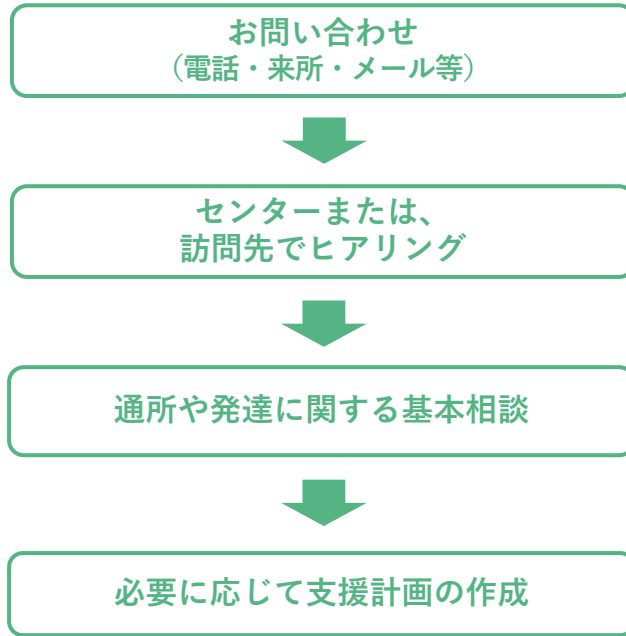 お問い合わせ
（電話・来所・メール等）
センターまたは、
訪問先でヒアリング
通所や発達に関する基本相談
必要に応じて支援計画の作成